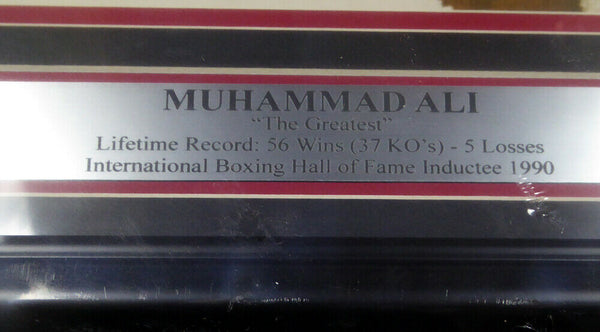 MUHAMMAD ALI
"The Greatest"
Lifetime Record: 56 Wins (37 KO's) - 5 Losses
International Boxing Hall of Fame Inductee 1990